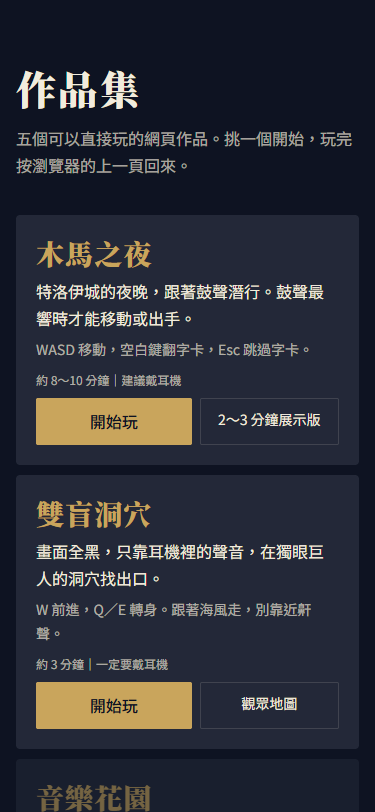 作品集
五個可以直接玩的網頁作品。挑一個開始，玩完
按瀏覽器的上一頁回來。
木馬之夜
特洛伊城的夜晚，跟著鼓聲潛行。鼓聲最
響時才能移動或出手。
WASD 移動，空白鍵翻字卡，Esc 跳過字卡。
約 8～10 分鐘｜建議戴耳機
開始玩
2～3 分鐘展示版
雙盲洞穴
畫面全黑，只靠耳機裡的聲音，在獨眼巨
人的洞穴找出口。
W 前進，Q／E 轉身。跟著海風走，別靠近鼾
聲。
約 3 分鐘｜一定要戴耳機
開始玩
觀眾地圖
音樂花園